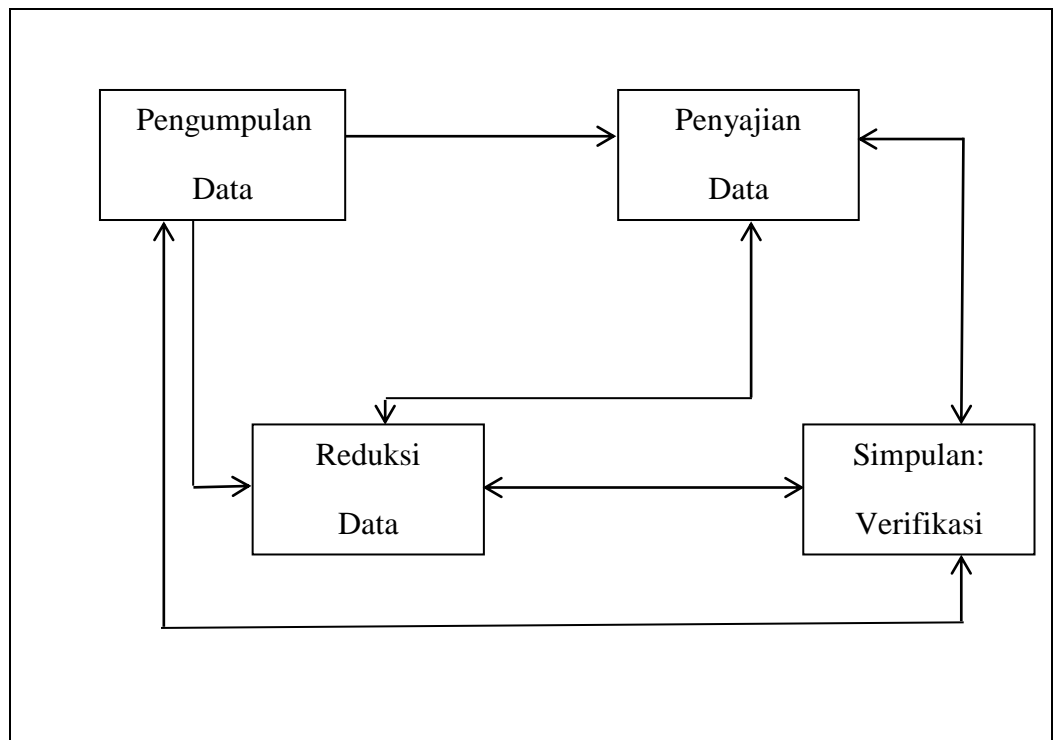 Pengumpulan
Data
Penyajian
Data
Reduksi
Data
Simpulan:
Verifikasi